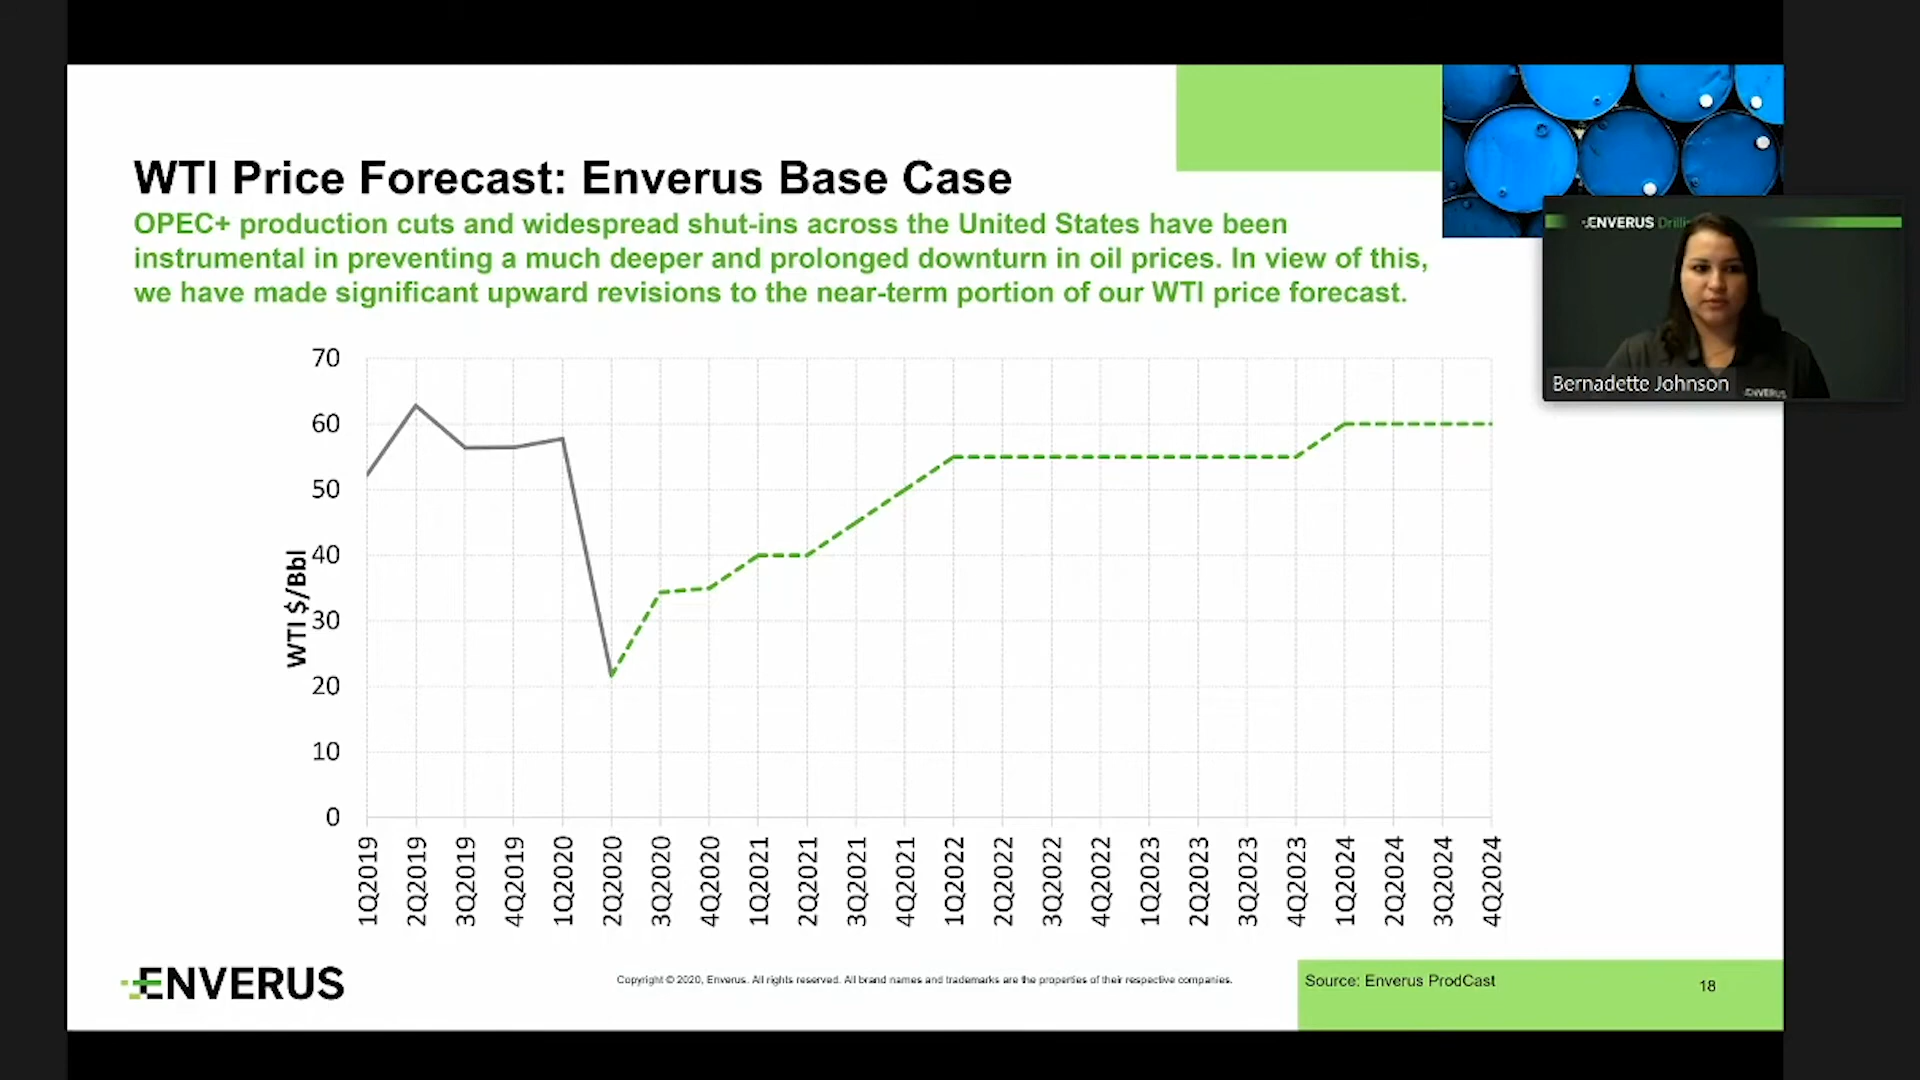 WTI Price Forecast: Enverus Base Case
OPEC+ production cuts and widespread shut-ins across the United States have been
instrumental in preventing a much deeper and prolonged downturn in oil prices. In view of this,
we have made significant upward revisions to the near-term portion of our WTI price forecast.
ENVERUS Drilli
Bernadette Johnson
ENVERUS
WTI $/Bbl
70
60
50
40
30
20
10
0
1Q2019
2Q2019
3Q2019
4Q2019
1Q2020
2Q2020
3Q2020
4Q2020
1Q2021
2Q2021
3Q2021
4Q2021
1Q2022
2Q2022
3Q2022
4Q2022
1Q2023
2Q2023
3Q2023
4Q2023
1Q2024
2Q2024
3Q2024
4Q2024
ENVERUS
Copyright © 2020, Enverus. All rights reserved. All brand names and trademarks are the properties of their respective companies.
Source: Enverus ProdCast
18